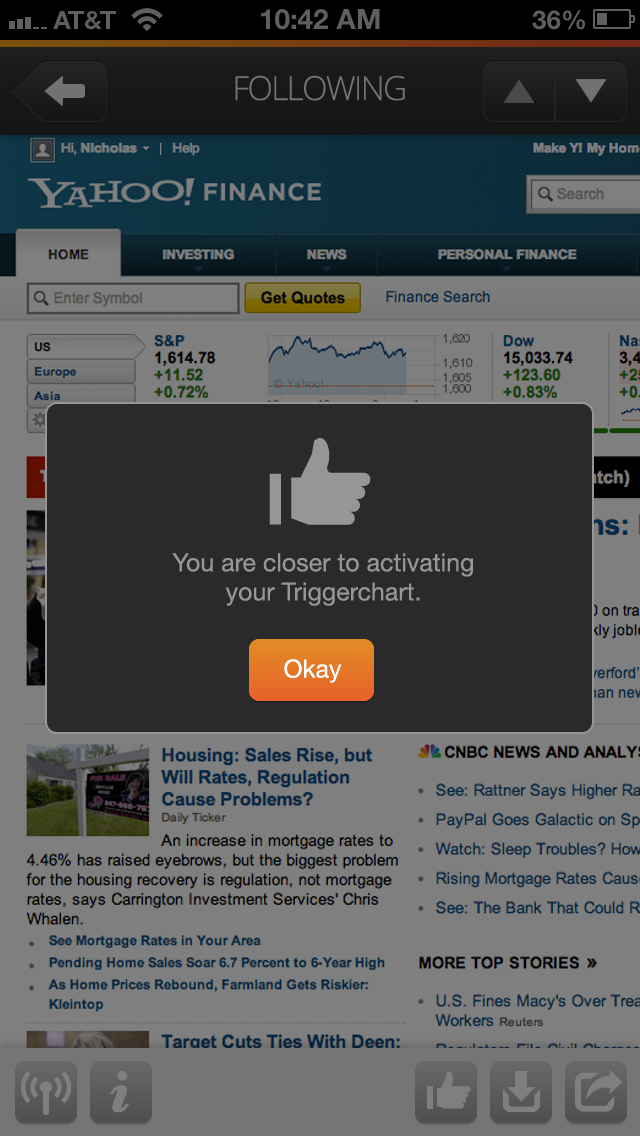 AT&T 10:42 AM 36%
FOLLOWING
Hi, Nicholas | Help Make Y! My Hom
YAHOO! FINANCE Search
HOME INVESTING NEWS PERSONAL FINANCE
Enter Symbol Get Quotes Finance Search
US
Europe
Asia
S&P
1,614.78
+11.52
+0.72%
© Yahoo!
1,620
1,610
1,605
1,600
Dow
15,033.74
+123.60
+0.83%
Nas
3,4
+2
+0
tch)
ns:
You are closer to activating
your Triggerchart.
Okay
0 on tra
kly joble
verford's
an new
Housing: Sales Rise, but
Will Rates, Regulation
Cause Problems?
Daily Ticker
An increase in mortgage rates to
4.46% has raised eyebrows, but the biggest problem
for the housing recovery is regulation, not mortgage
rates, says Carrington Investment Services' Chris
Whalen.
See Mortgage Rates in Your Area
Pending Home Sales Soar 6.7 Percent to 6-Year High
As Home Prices Rebound, Farmland Gets Riskier:
Kleintop
Target Cuts Ties With Deen:
FOR SALE
CNBC NEWS AND ANALYS
See: Rattner Says Higher Ra
PayPal Goes Galactic on Sp
Watch: Sleep Troubles? How
Rising Mortgage Rates Caus
See: The Bank That Could R
MORE TOP STORIES »
U.S. Fines Macy's Over Trea
Workers Reuters